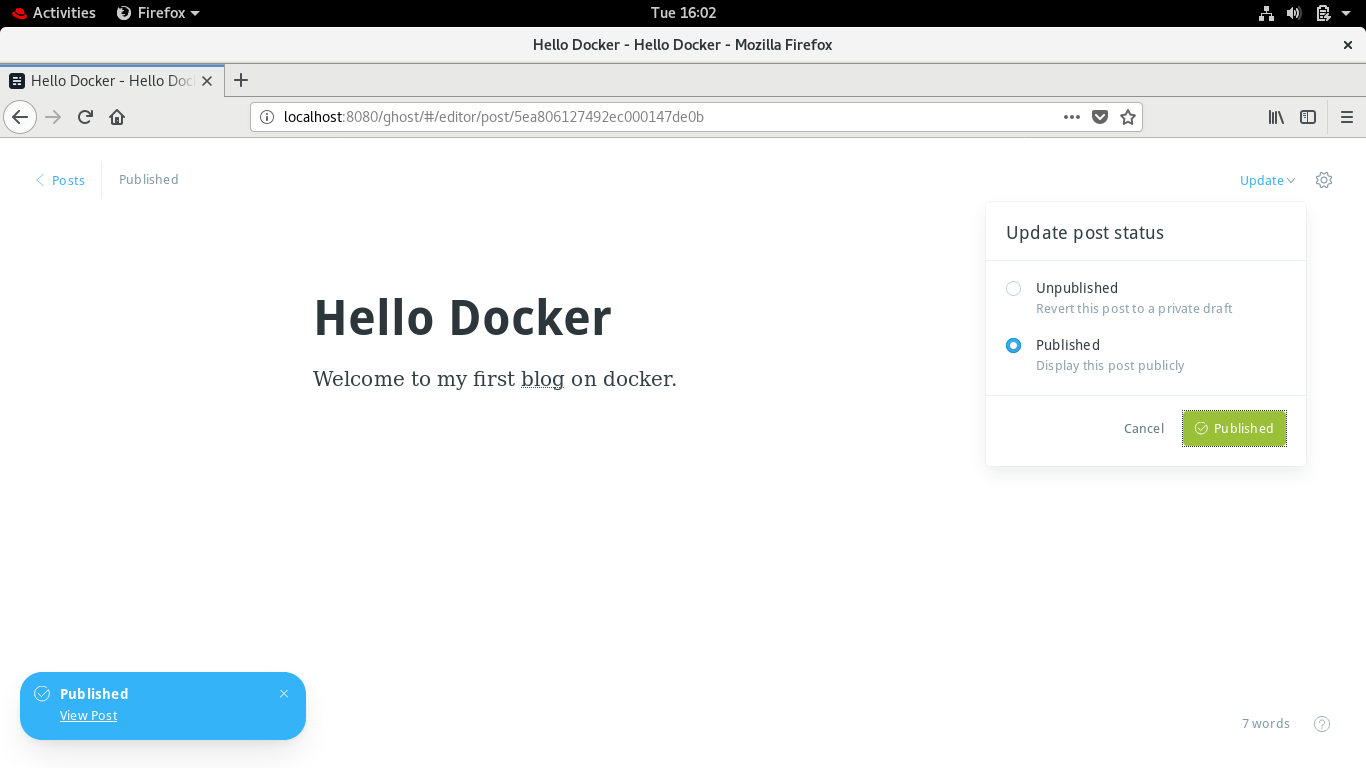 Activities Firefox Tue 16:02
Hello Docker - Hello Docker - Mozilla Firefox
Hello Docker - Hello Doc
localhost:8080/ghost/#/editor/post/5ea806127492ec000147de0b
Posts Published Update
Update post status
Unpublished
Revert this post to a private draft
Published
Display this post publicly
Cancel Published
Hello Docker
Welcome to my first blog on docker.
Published
View Post
7 words